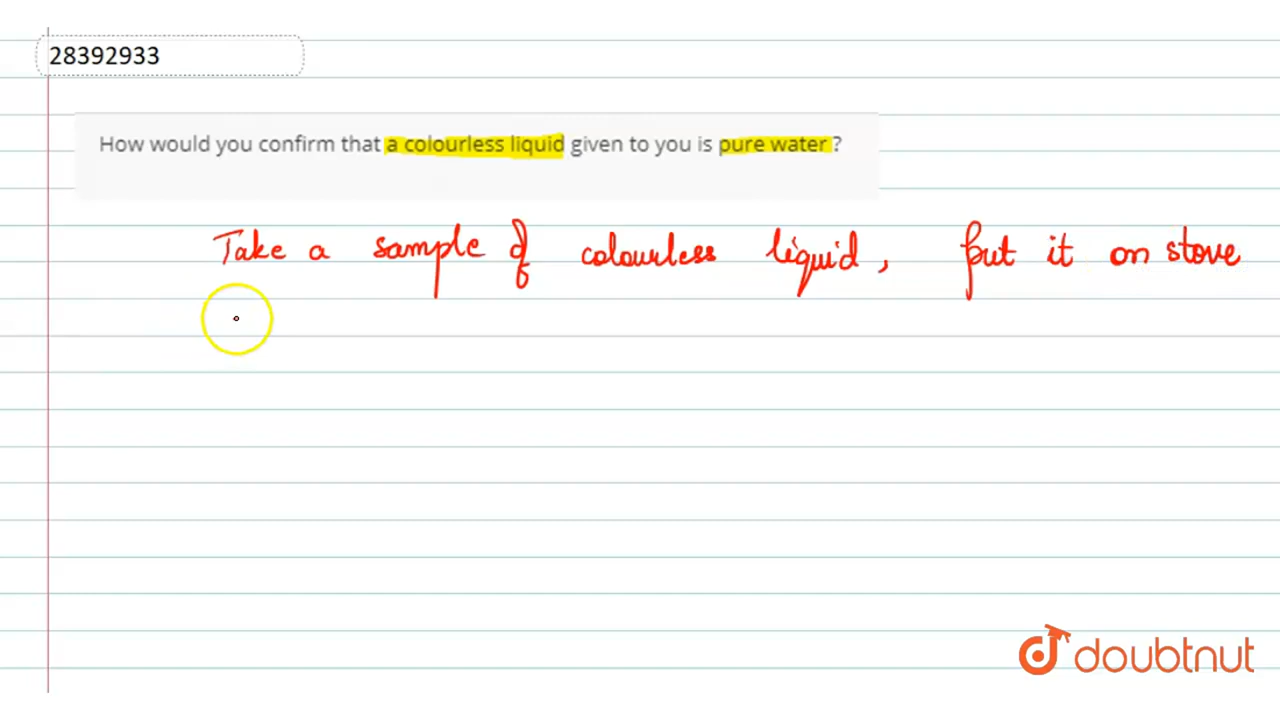 28392933
How would you confirm that a colourless liquid given to you is pure water ?
Take a sample of colourless liquid, put it on stove
doubtnut